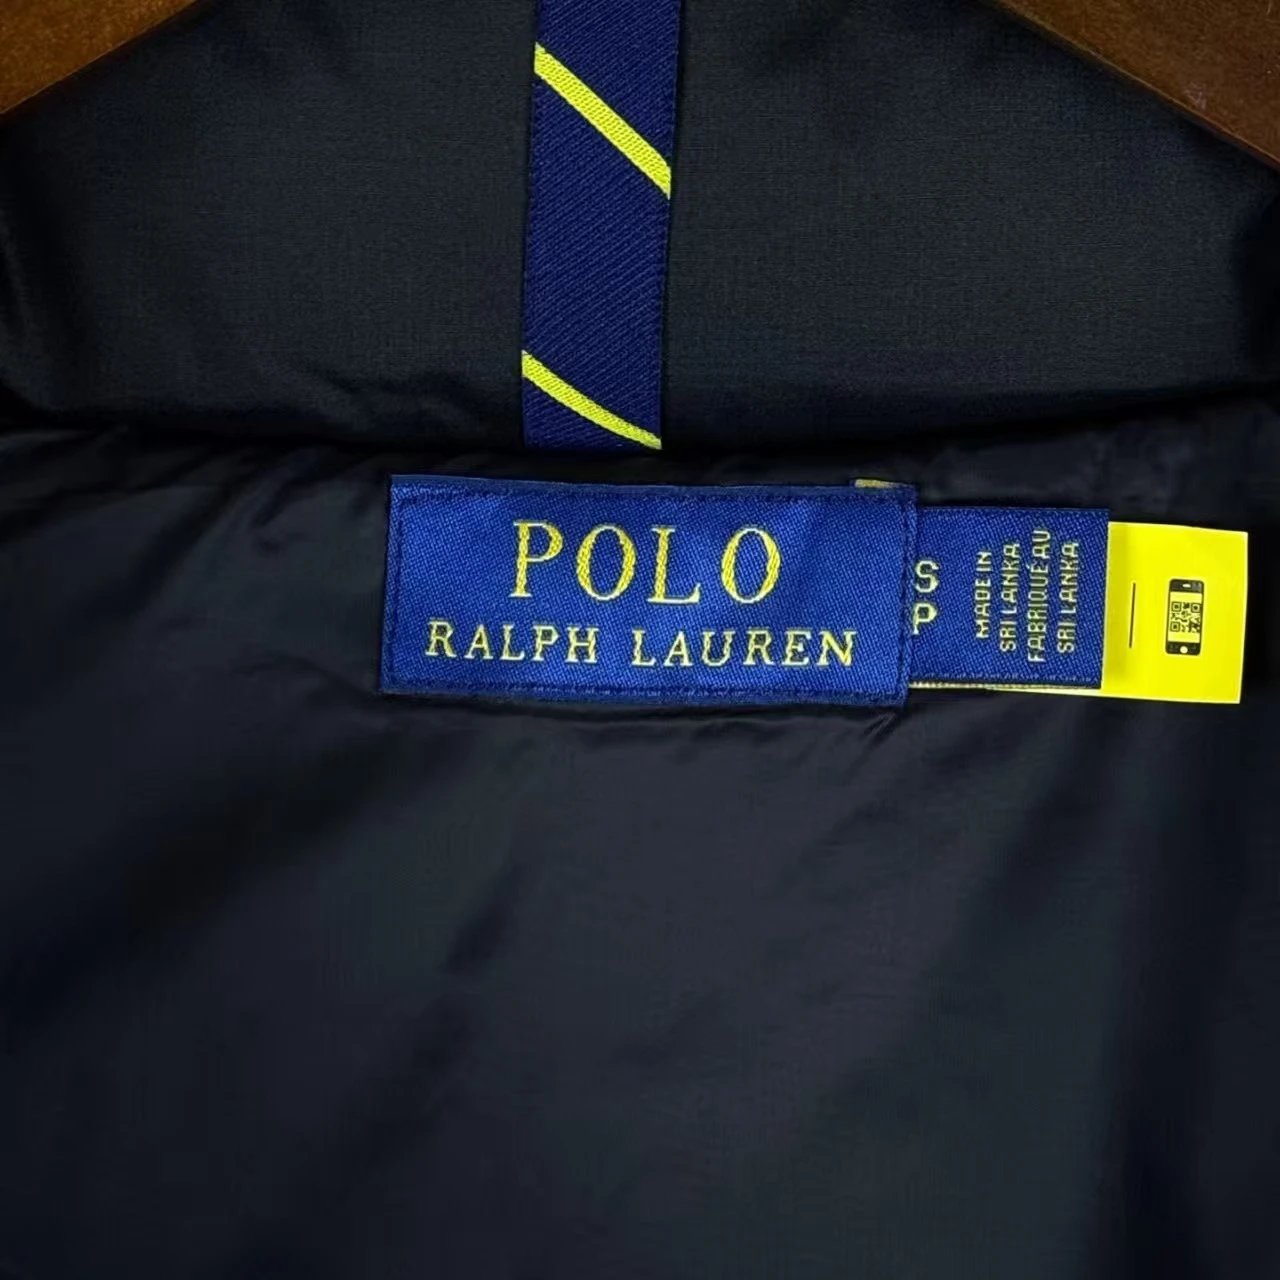 POLO
RALPH LAUREN
S
P
MADE IN
SRI LANKA
FABRIQUÉ AU
SRI LANKA